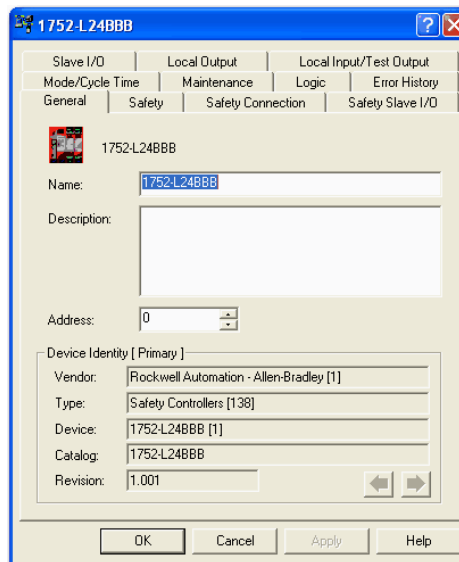 1752-L24BBB
Slave I/O Local Output Local Input/Test Output
Mode/Cycle Time Maintenance Logic Error History
General Safety Safety Connection Safety Slave I/O
1752-L24BBB
Name: 1752-L24BBB
Description:
Address: 0
Device Identity [ Primary ]
Vendor: Rockwell Automation - Allen-Bradley [1]
Type: Safety Controllers [138]
Device: 1752-L24BBB [1]
Catalog: 1752-L24BBB
Revision: 1.001
OK Cancel Apply Help